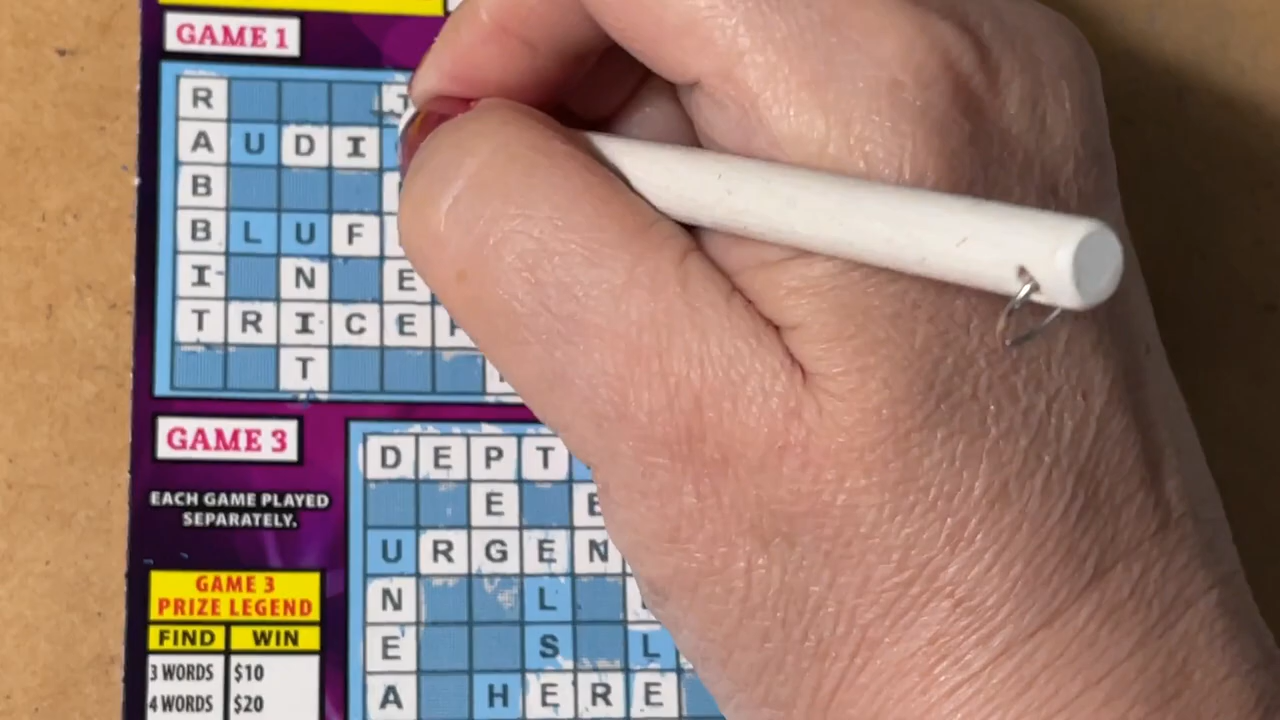 GAME 1
R T
A U D I
B
B L U F
I N E
T R I C E
T
GAME 3
EACH GAME PLAYED
SEPARATELY.
GAME 3
PRIZE LEGEND
FIND WIN
3 WORDS $10
4 WORDS $20
D E P T
E E
U R G E N
N L
E S L
A H E R E